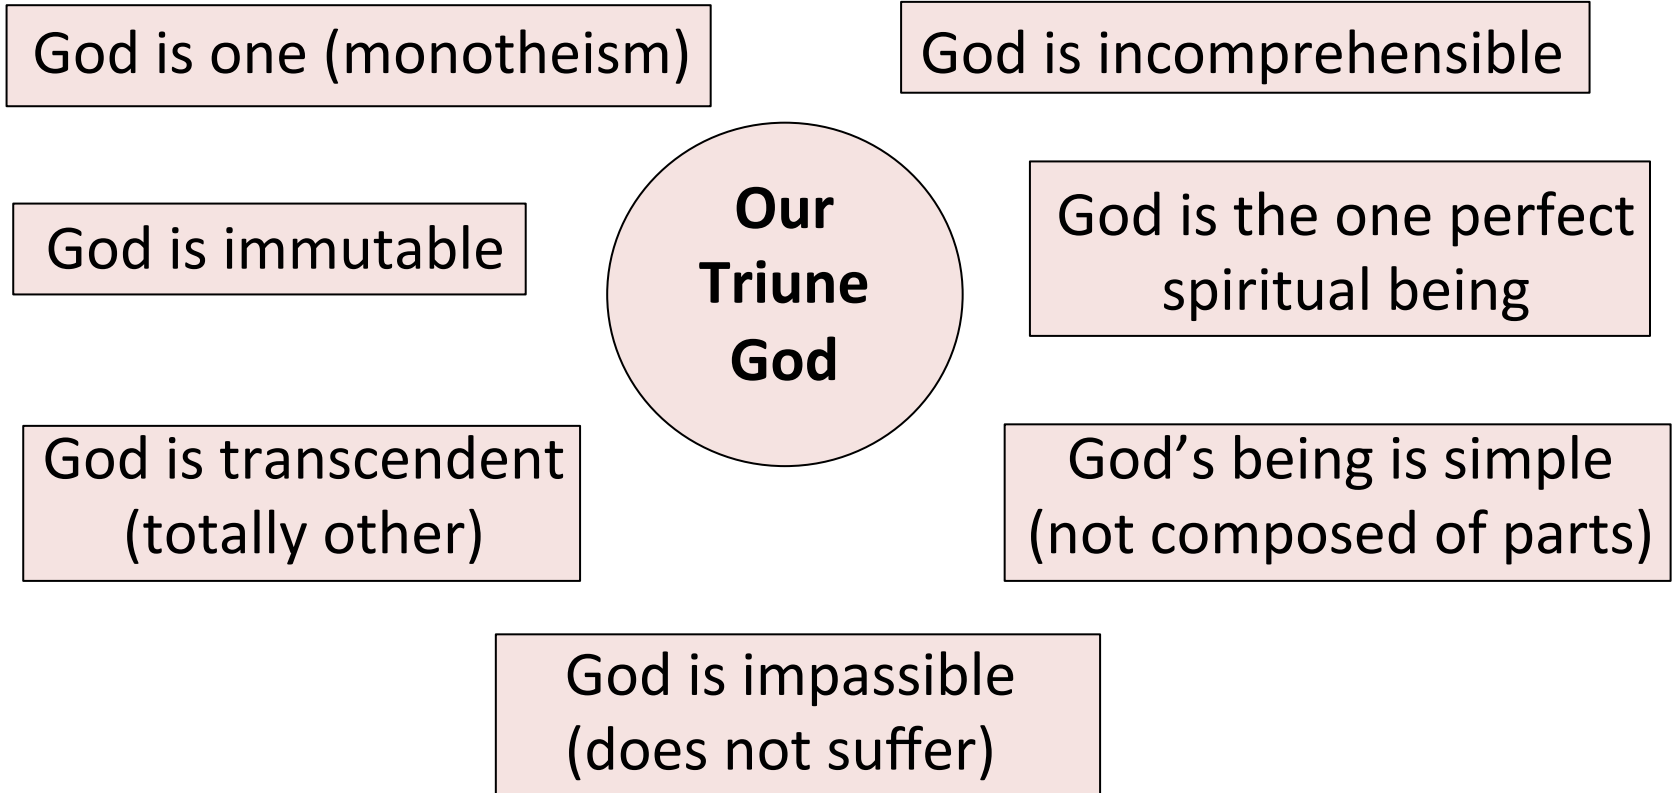 God is one (monotheism)
God is incomprehensible
Our
Triune
God
God is immutable
God is the one perfect
spiritual being
God is transcendent
(totally other)
God’s being is simple
(not composed of parts)
God is impassible
(does not suffer)